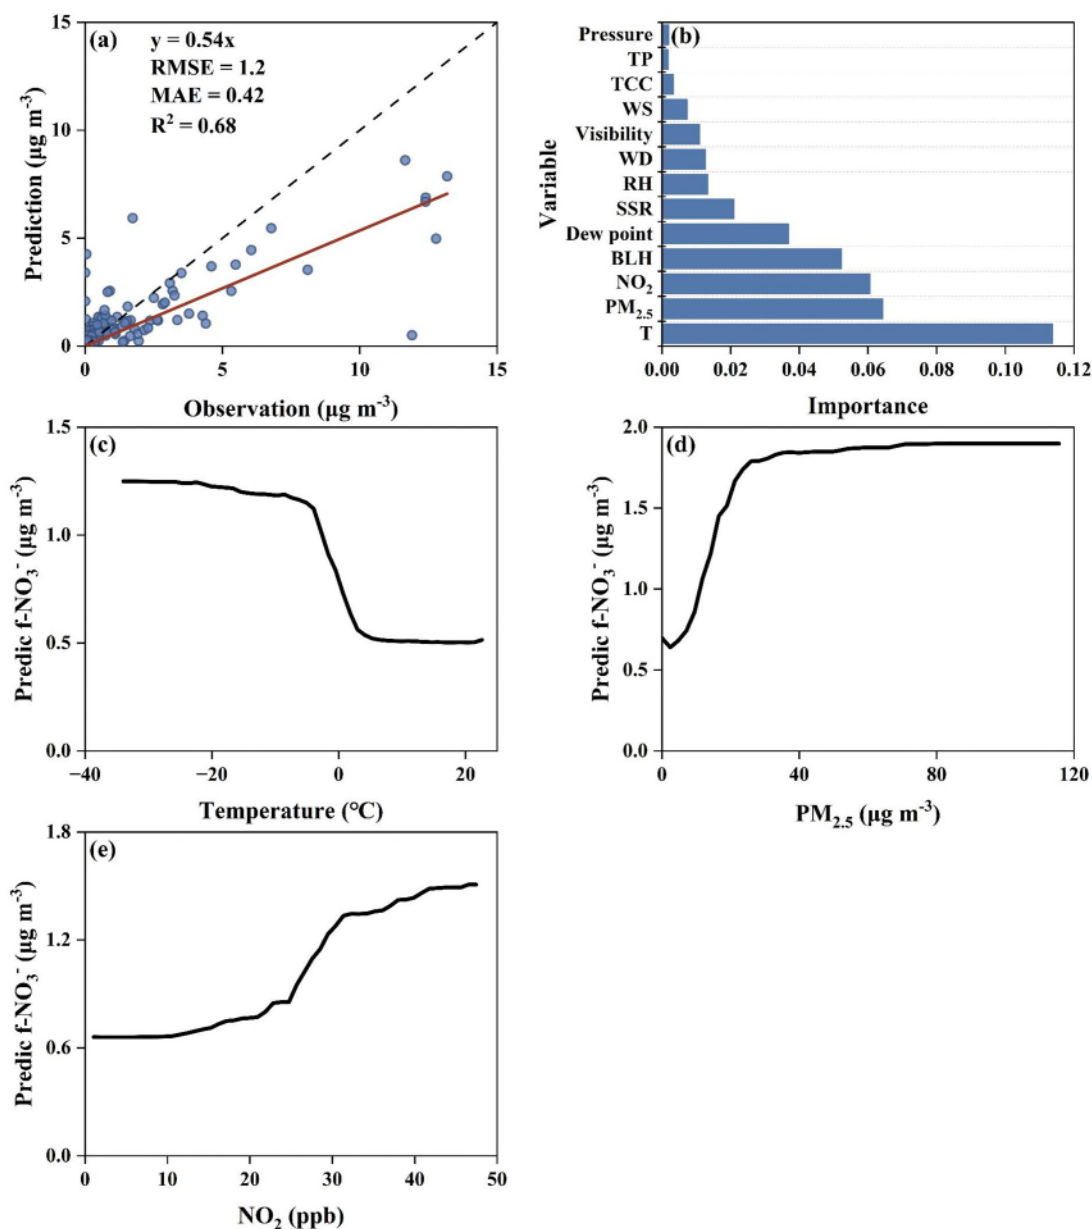 (a)
y = 0.54x
RMSE = 1.2
MAE = 0.42
R² = 0.68
Prediction (μg m⁻³)
15
10
5
0
0 5 10 15
Observation (μg m⁻³)
(b)
Variable
Pressure
TP
TCC
WS
Visibility
WD
RH
SSR
Dew point
BLH
NO₂
PM₂.₅
T
0.00 0.02 0.04 0.06 0.08 0.10 0.12
Importance
(c)
Predic f-NO₃⁻ (μg m⁻³)
1.5
1.0
0.5
0.0
−40 −20 0 20
Temperature (°C)
(d)
Predic f-NO₃⁻ (μg m⁻³)
2.0
1.5
1.0
0.5
0.0
0 40 80 120
PM₂.₅ (μg m⁻³)
(e)
Predic f-NO₃⁻ (μg m⁻³)
1.8
1.2
0.6
0.0
0 10 20 30 40 50
NO₂ (ppb)